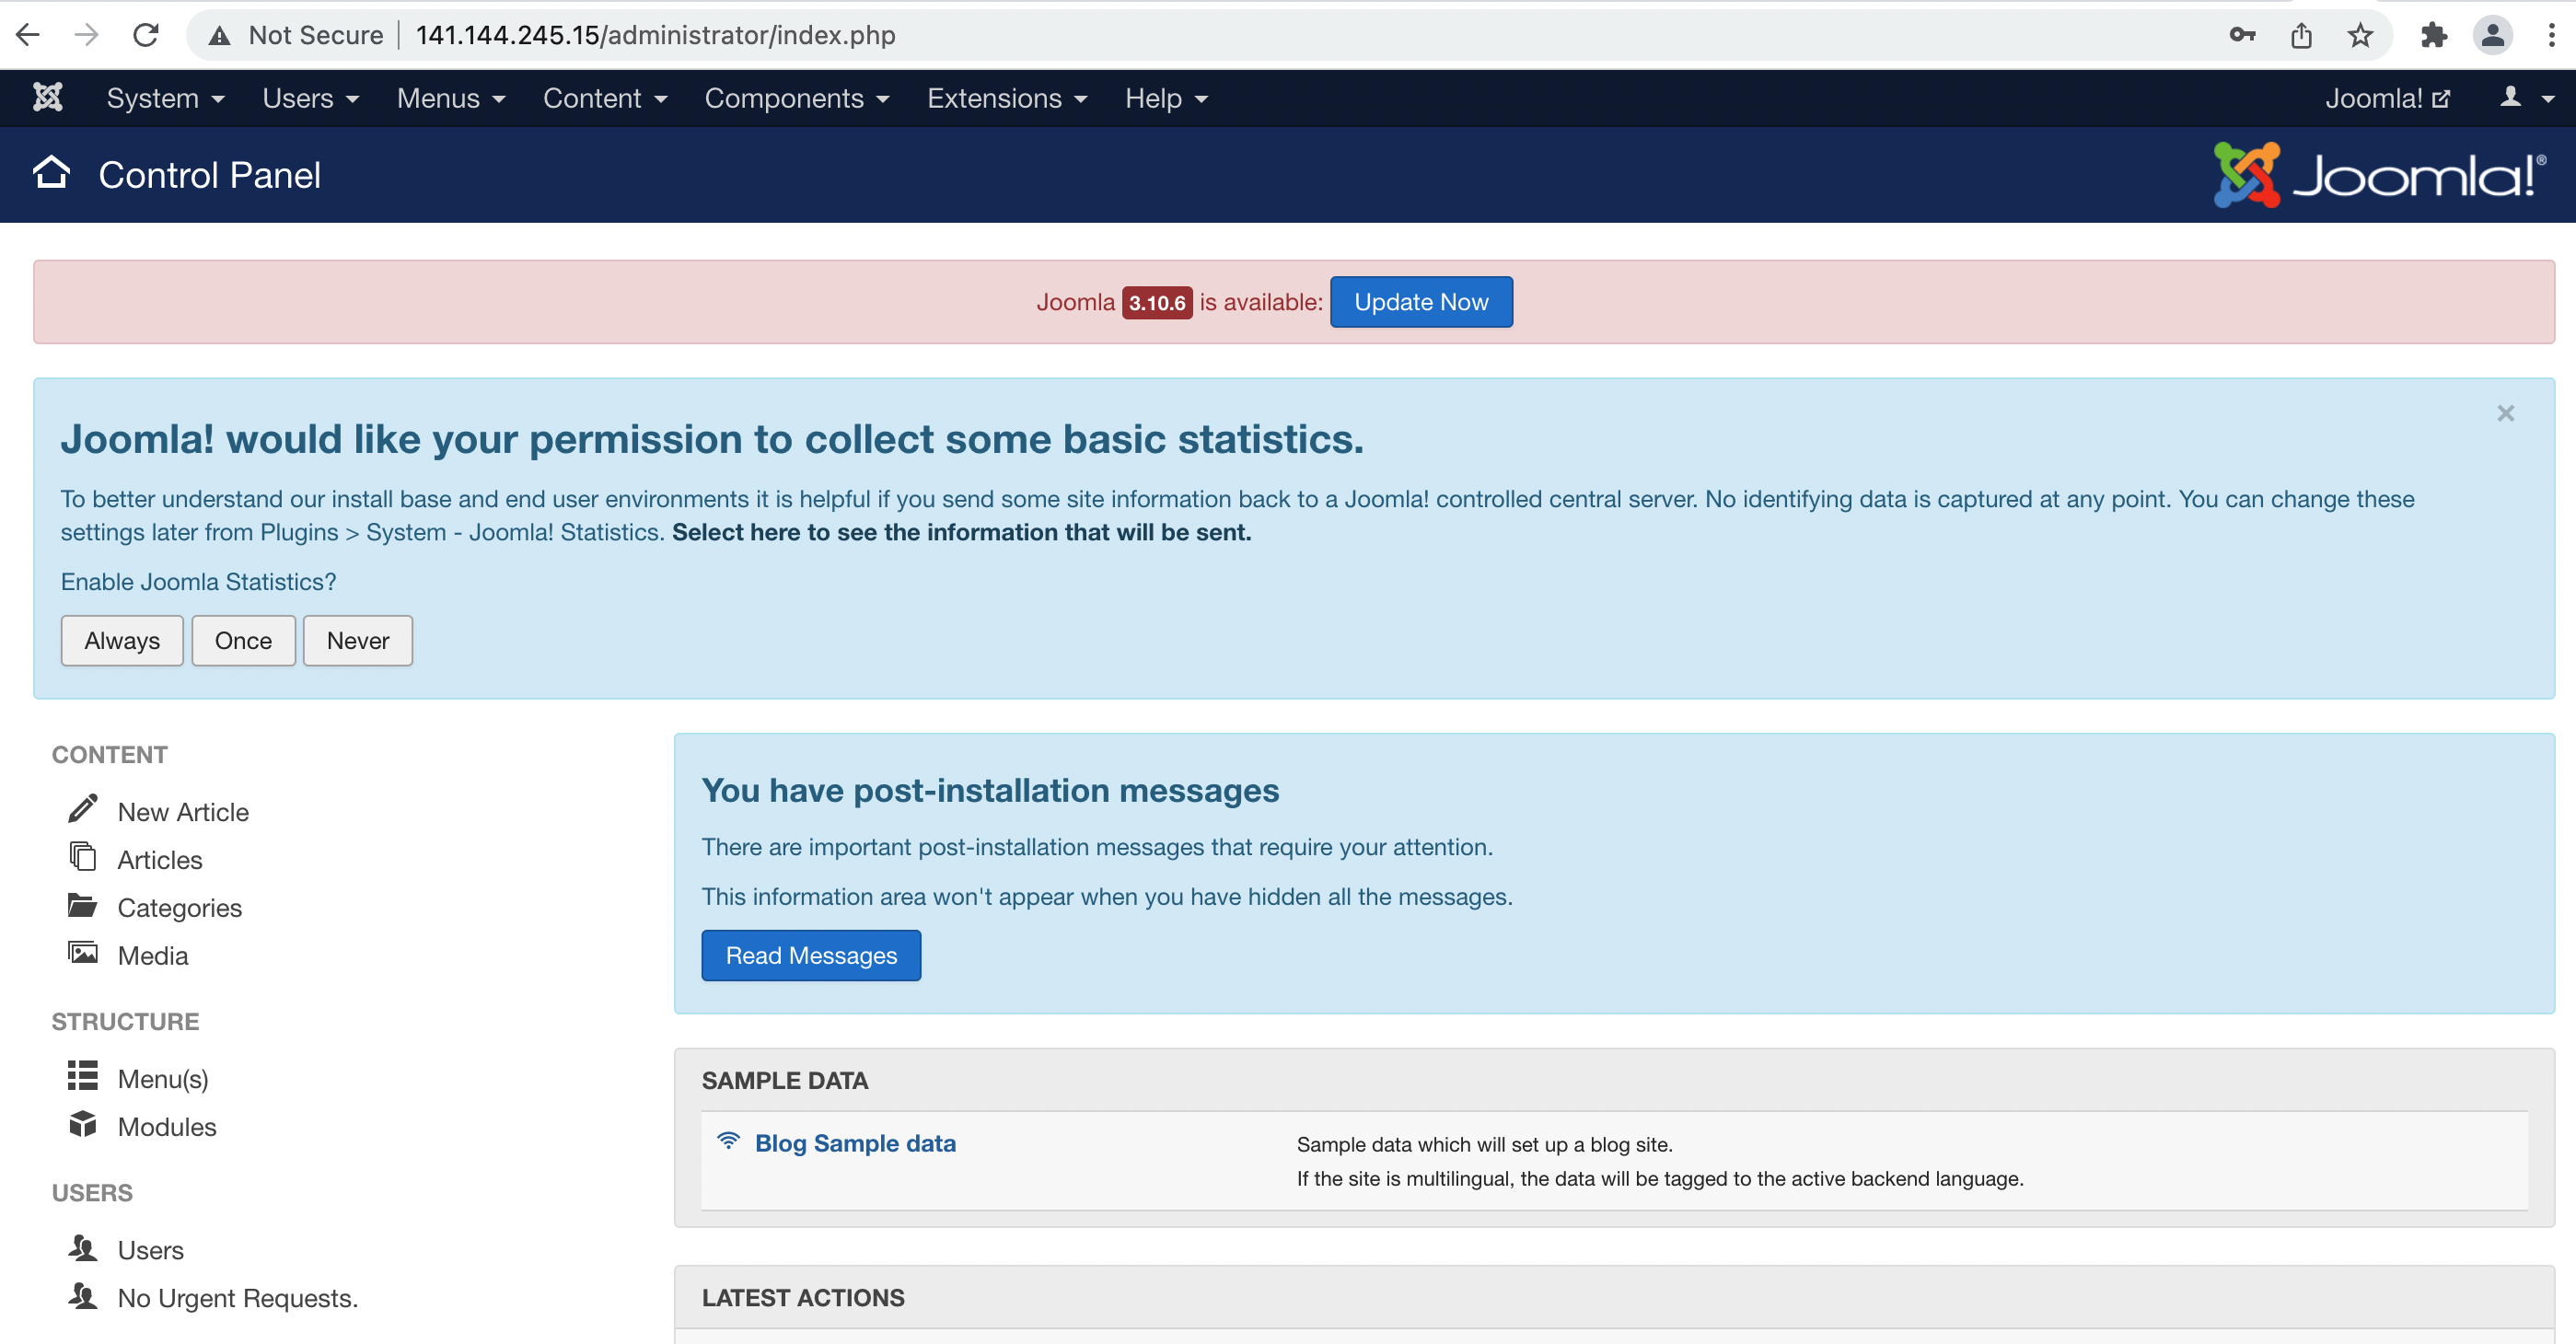 Not Secure 141.144.245.15/administrator/index.php
System Users Menus Content Components Extensions Help Joomla!
Control Panel
Joomla!®
Joomla 3.10.6 is available: Update Now
Joomla! would like your permission to collect some basic statistics.
To better understand our install base and end user environments it is helpful if you send some site information back to a Joomla! controlled central server. No identifying data is captured at any point. You can change these
settings later from Plugins > System - Joomla! Statistics. Select here to see the information that will be sent.
Enable Joomla Statistics?
Always Once Never
CONTENT
New Article
Articles
Categories
Media
STRUCTURE
Menu(s)
Modules
USERS
Users
No Urgent Requests.
You have post-installation messages
There are important post-installation messages that require your attention.
This information area won't appear when you have hidden all the messages.
Read Messages
SAMPLE DATA
Blog Sample data
Sample data which will set up a blog site.
If the site is multilingual, the data will be tagged to the active backend language.
LATEST ACTIONS